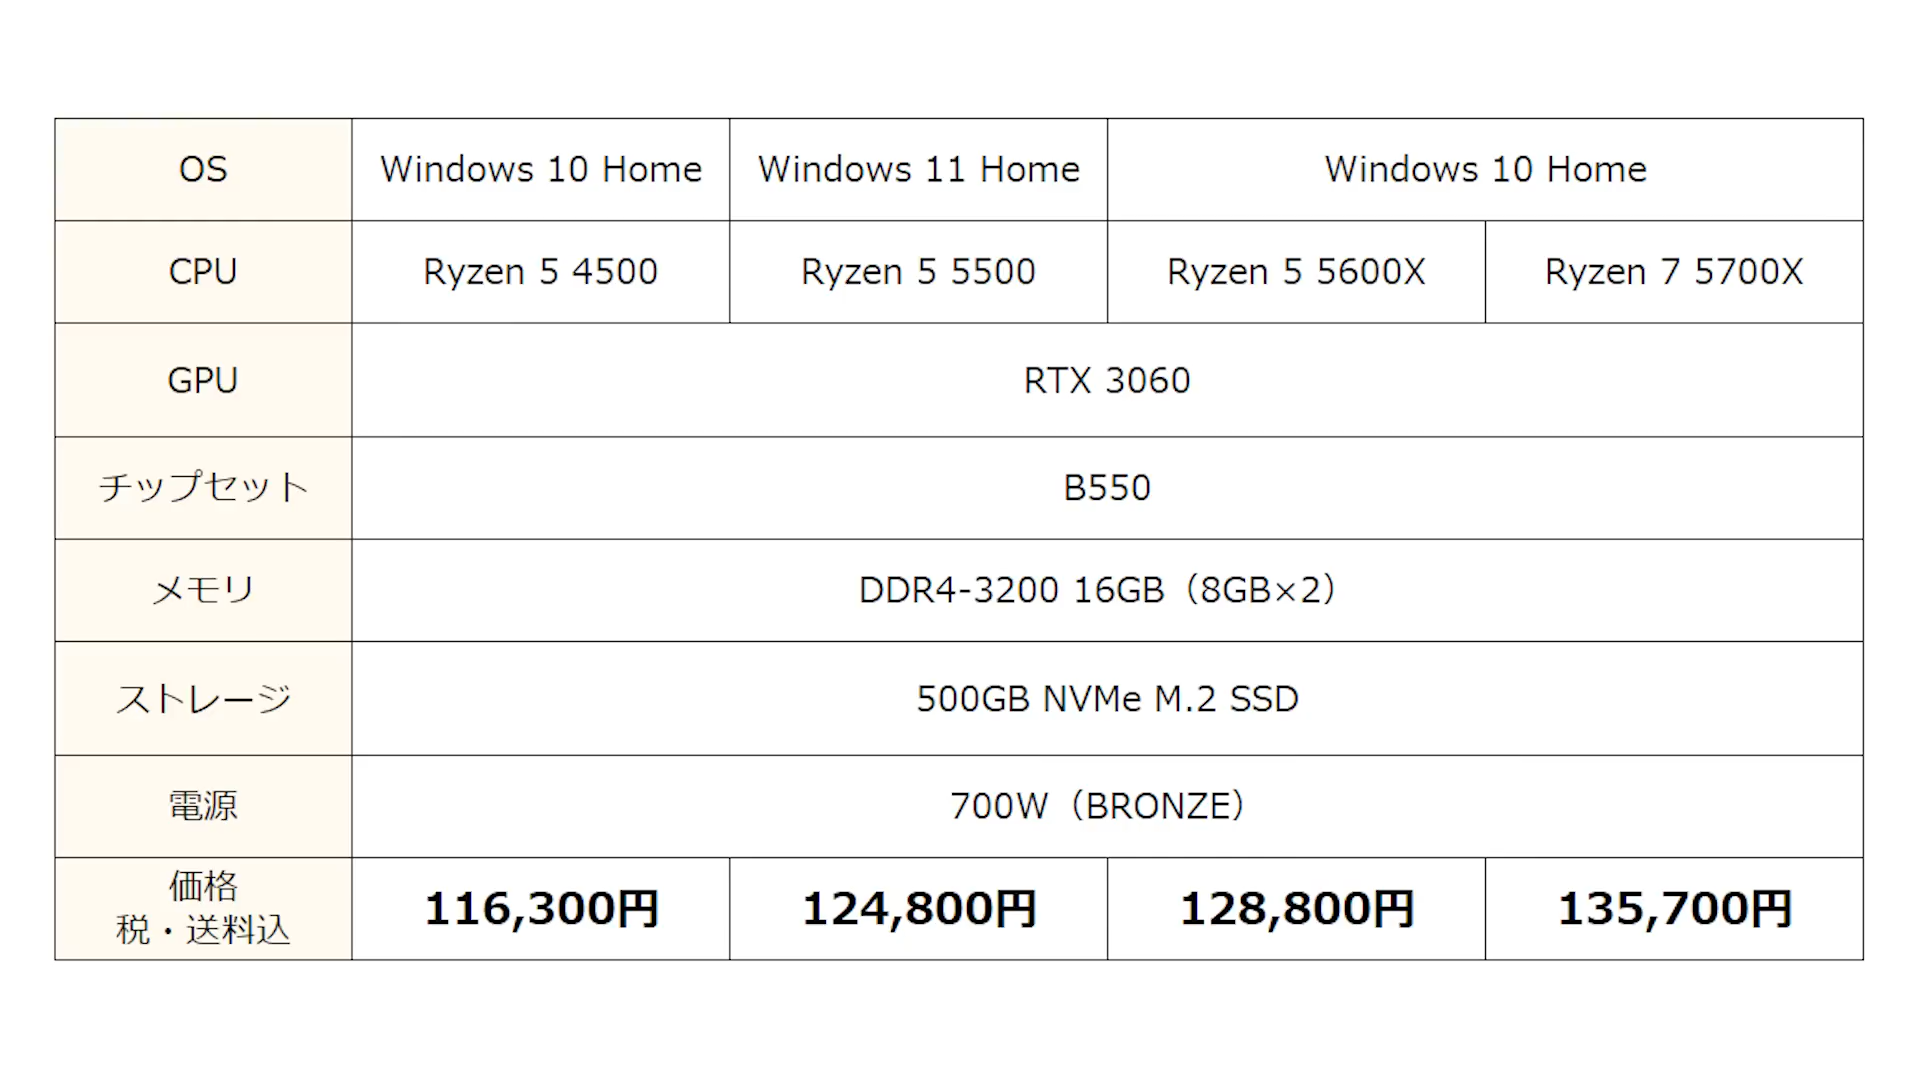 OS Windows 10 Home Windows 11 Home Windows 10 Home
CPU Ryzen 5 4500 Ryzen 5 5500 Ryzen 5 5600X Ryzen 7 5700X
GPU RTX 3060
チップセット B550
メモリ DDR4-3200 16GB（8GB×2）
ストレージ 500GB NVMe M.2 SSD
電源 700W（BRONZE）
価格
税・送料込 116,300円 124,800円 128,800円 135,700円